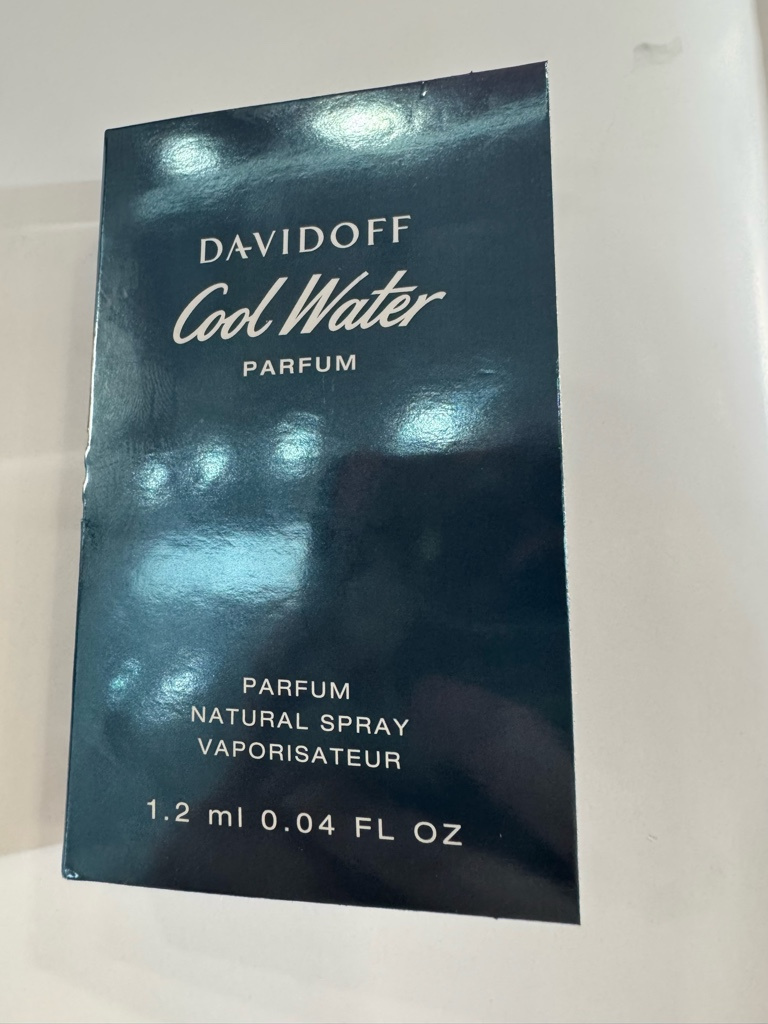 DAVIDOFF
Cool Water
PARFUM
PARFUM
NATURAL SPRAY
VAPORISATEUR
1.2 ml 0.04 FL OZ